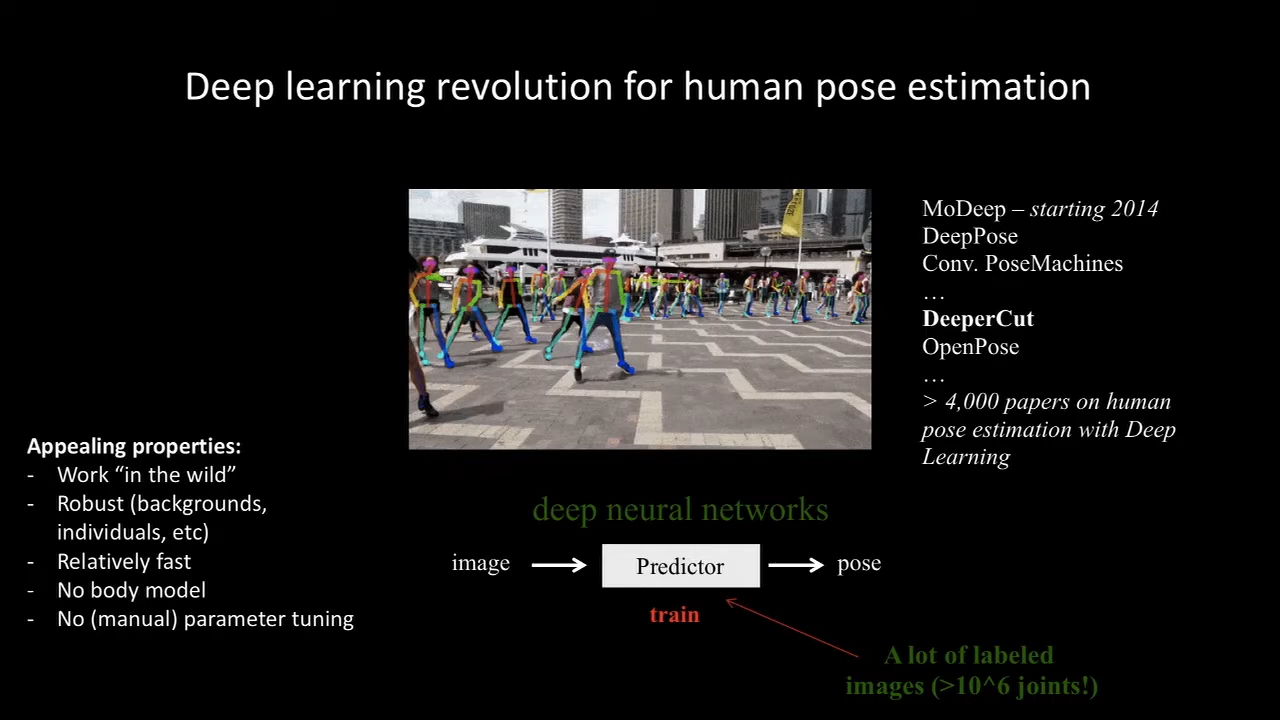 Deep learning revolution for human pose estimation
MoDeep – starting 2014
DeepPose
Conv. PoseMachines
…
DeeperCut
OpenPose
…
> 4,000 papers on human
pose estimation with Deep
Learning
Appealing properties:
- Work “in the wild”
- Robust (backgrounds,
individuals, etc)
- Relatively fast
- No body model
- No (manual) parameter tuning
deep neural networks
image
Predictor
pose
train
A lot of labeled
images (>10^6 joints!)